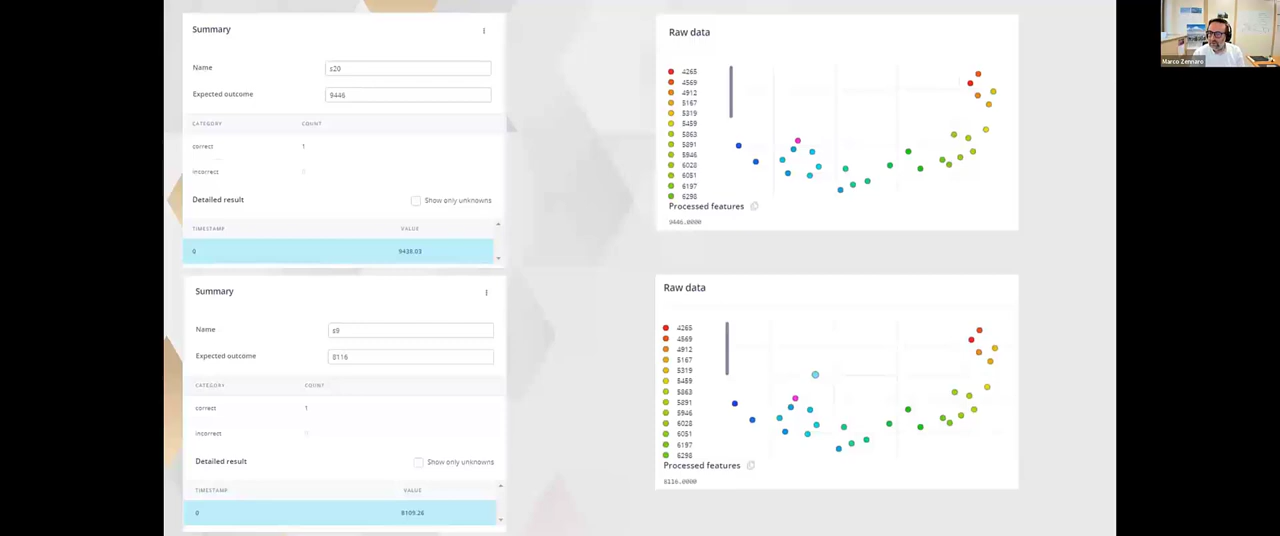 Summary
Name s20
Expected outcome 9446
CATEGORY COUNT
correct 1
incorrect
Detailed result Show only unknowns
TIMESTAMP VALUE
0 9438.03
Raw data
4265
4569
4912
5167
5319
5459
5863
5891
5946
6028
6051
6197
6298
Processed features
9446.0000
Marco Zennaro
Summary
Name s9
Expected outcome 8116
CATEGORY COUNT
correct 1
incorrect
Detailed result Show only unknowns
TIMESTAMP VALUE
0 8109.26
Raw data
4265
4569
4912
5167
5319
5459
5863
5891
5946
6028
6051
6197
6298
Processed features
8116.0000